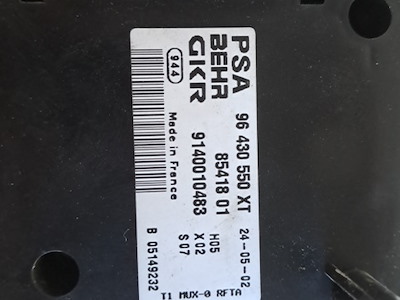 PSA 96 430 550 XT 24-05-02
BEHR 85418 01 H05
GKR 9140010483 X02
S07
944 Made in France B 05149232
T1 MUX-0 RFTA